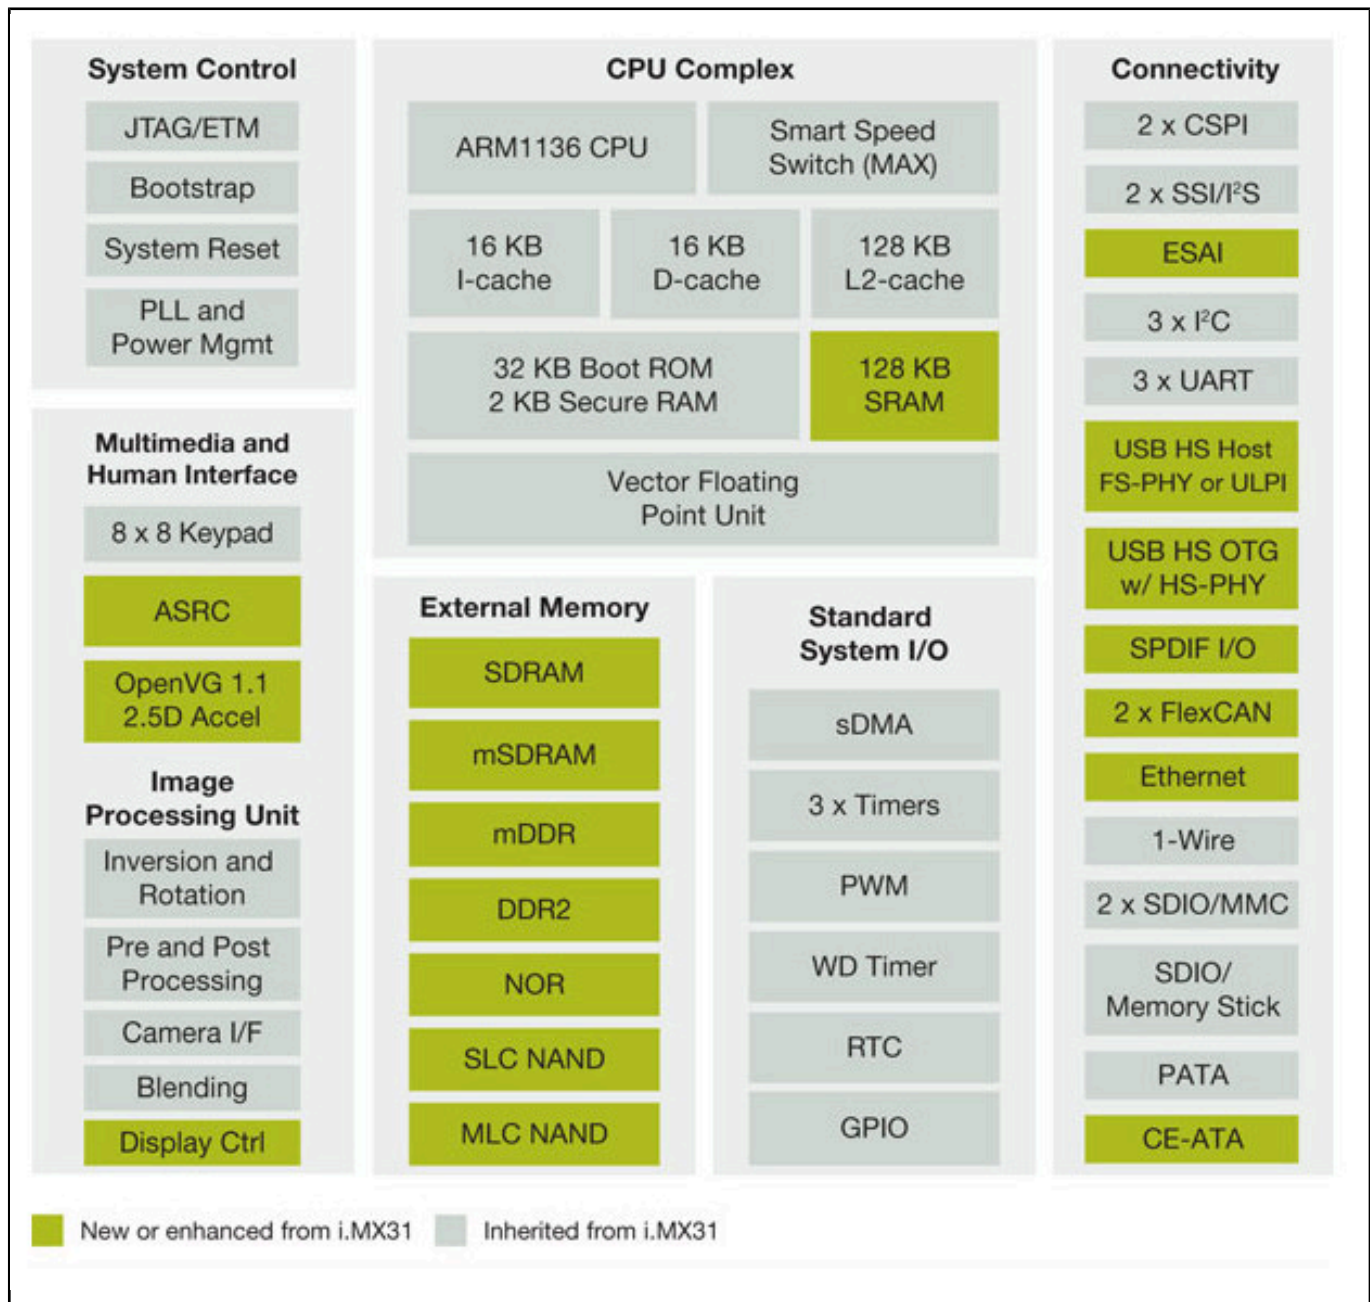 System Control
JTAG/ETM
Bootstrap
System Reset
PLL and
Power Mgmt
Multimedia and
Human Interface
8 x 8 Keypad
ASRC
OpenVG 1.1
2.5D Accel
Image
Processing Unit
Inversion and
Rotation
Pre and Post
Processing
Camera I/F
Blending
Display Ctrl
CPU Complex
ARM1136 CPU
Smart Speed
Switch (MAX)
16 KB
I-cache
16 KB
D-cache
128 KB
L2-cache
32 KB Boot ROM
2 KB Secure RAM
128 KB
SRAM
Vector Floating
Point Unit
External Memory
SDRAM
mSDRAM
mDDR
DDR2
NOR
SLC NAND
MLC NAND
Standard
System I/O
sDMA
3 x Timers
PWM
WD Timer
RTC
GPIO
Connectivity
2 x CSPI
2 x SSI/I²S
ESAI
3 x I²C
3 x UART
USB HS Host
FS-PHY or ULPI
USB HS OTG
w/ HS-PHY
SPDIF I/O
2 x FlexCAN
Ethernet
1-Wire
2 x SDIO/MMC
SDIO/
Memory Stick
PATA
CE-ATA
New or enhanced from i.MX31
Inherited from i.MX31